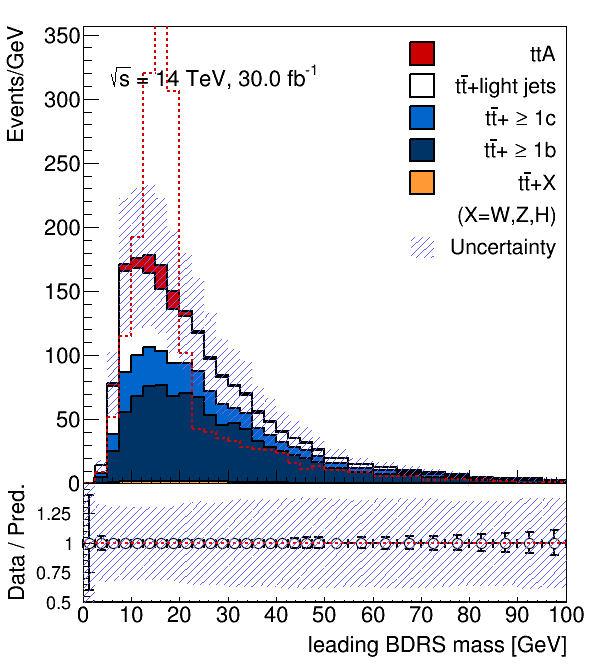 Events/GeV
350
300
250
200
150
100
50
0
√s = 14 TeV, 30.0 fb⁻¹
ttA
tt̄+light jets
tt̄+ ≥ 1c
tt̄+ ≥ 1b
tt̄+X
(X=W,Z,H)
Uncertainty
Data / Pred.
1.25
1
0.75
0.5
0 10 20 30 40 50 60 70 80 90 100
leading BDRS mass [GeV]